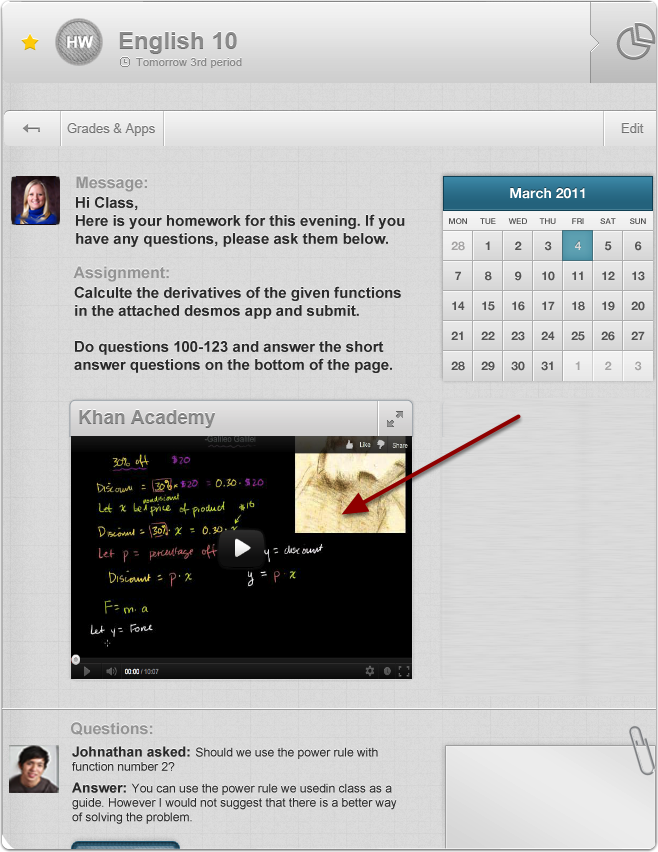 HW
English 10
Tomorrow 3rd period
Grades & Apps
Edit
Message:
Hi Class,
Here is your homework for this evening. If you
have any questions, please ask them below.
Assignment:
Calculte the derivatives of the given functions
in the attached desmos app and submit.
Do questions 100-123 and answer the short
answer questions on the bottom of the page.
March 2011
MON TUE WED THU FRI SAT SUN
28 1 2 3 4 5 6
7 8 9 10 11 12 13
14 15 16 17 18 19 20
21 22 23 24 25 26 27
28 29 30 31 1 2 3
Khan Academy
-Galileo Galilei
Like Share
30% off $20
Discount = 30% × $20 = 0.30 · $20
nondiscount
Let x be price of product
$10
Discount = 30% · x = 0.30 · x
Let p = percentage off y = discount
Discount = p · x y = p · x
F = m · a
Let y = Force
00:00 / 10:07
Questions:
Johnathan asked: Should we use the power rule with
function number 2?
Answer: You can use the power rule we usedin class as a
guide. However I would not suggest that there is a better way
of solving the problem.